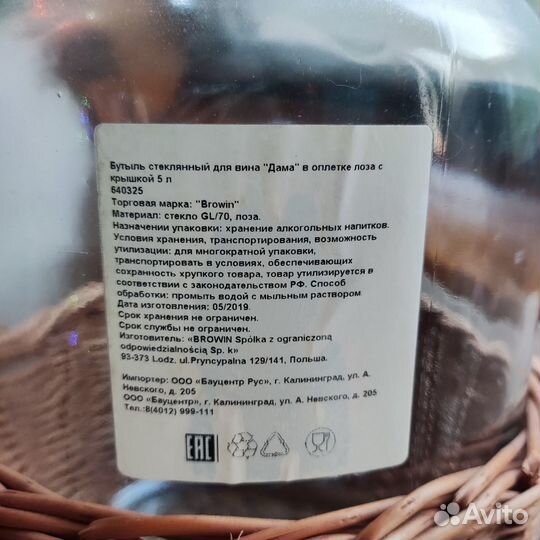 Бутыль стеклянный для вина "Дама" в оплетке лоза с
крышкой 5 л
640325
Торговая марка: "Browin"
Материал: стекло GL/70, лоза.
Назначении упаковки: хранение алкогольных напитков.
Условия хранения, транспортирования, возможность
утилизации: для многократной упаковки,
транспортировать в условиях, обеспечивающих
сохранность хрупкого товара, товар утилизируется в
соответствии с законодательством РФ. Способ
обработки: промыть водой с мыльным раствором
Дата изготовления: 05/2019.
Срок хранения не ограничен.
Срок службы не ограничен.
Изготовитель: «BROWIN Spółka z ograniczoną
odpowiedzialnością Sp. k»
93-373 Lodz. ul.Pryncypalna 129/141, Польша.
Импортер: ООО «Бауцентр Рус», г. Калининград, ул. А.
Невского, д. 205
ООО «Бауцентр», г. Калининград, ул. А. Невского, д. 205
Тел.:8(4012) 999-111
EAC
Avito